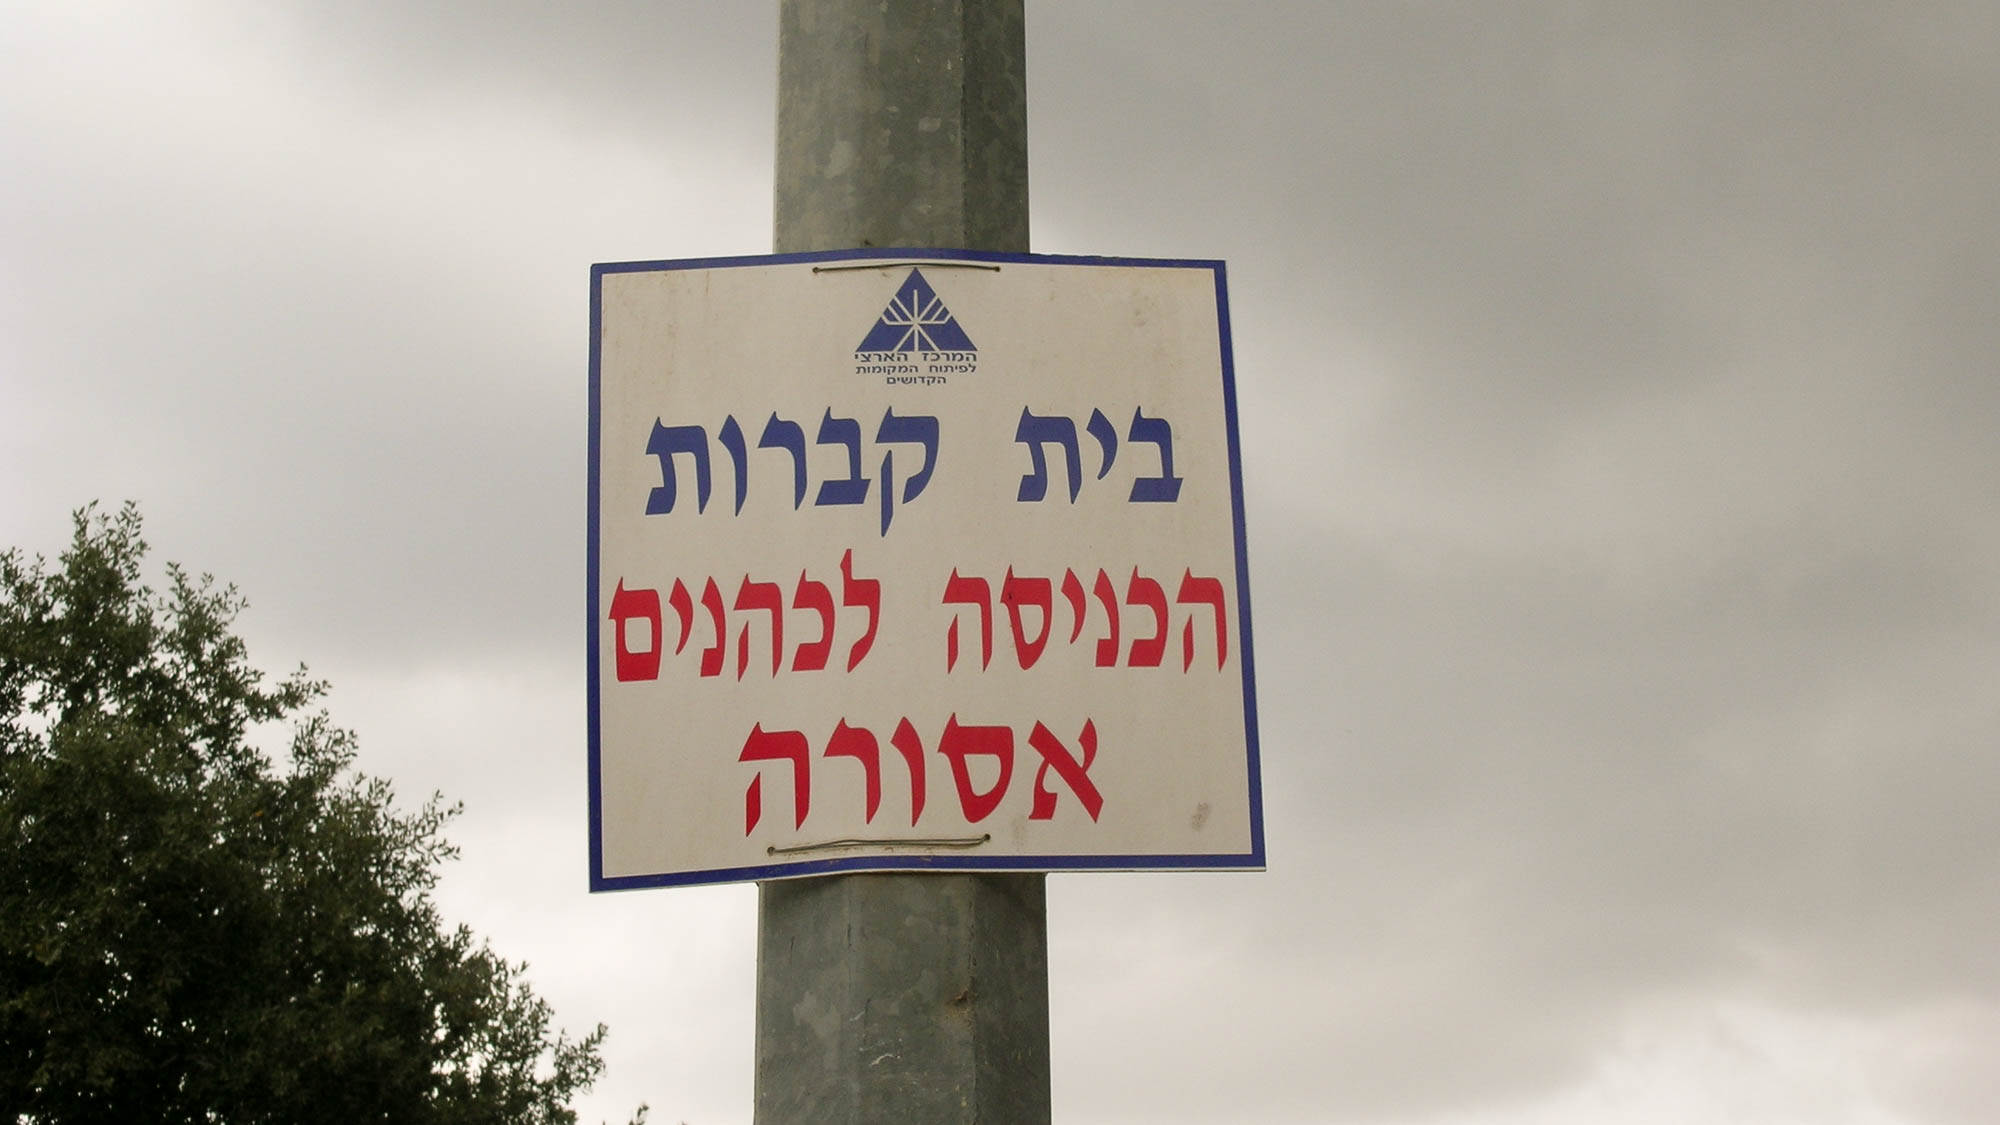 המרכז הארצי
לפיתוח המקומות
הקדושים
בית קברות
הכניסה לכהנים
אסורה